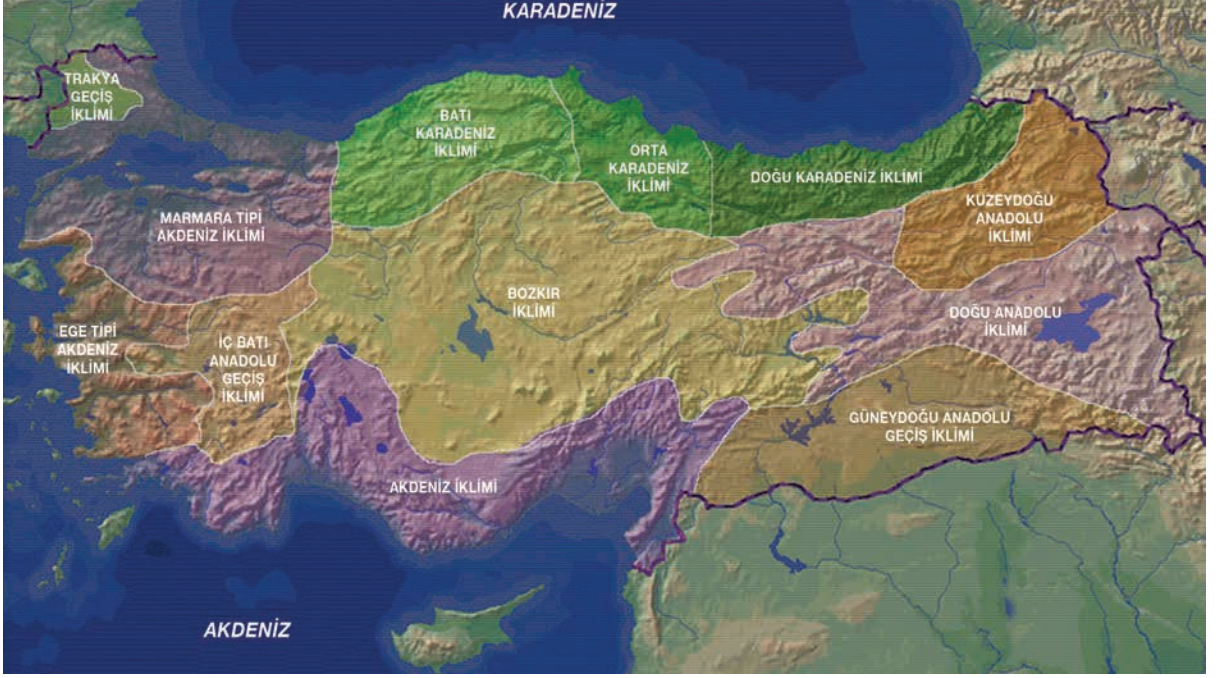 KARADENİZ
TRAKYA
GEÇİŞ
İKLİMİ
BATI
KARADENİZ
İKLİMİ
ORTA
KARADENİZ
İKLİMİ
DOĞU KARADENİZ İKLİMİ
KUZEYDOĞU
ANADOLU
İKLİMİ
MARMARA TİPİ
AKDENİZ İKLİMİ
BOZKIR
İKLİMİ
DOĞU ANADOLU
İKLİMİ
EGE TİPİ
AKDENİZ
İKLİMİ
İÇ BATI
ANADOLU
GEÇİŞ
İKLİMİ
GÜNEYDOĞU ANADOLU
GEÇİŞ İKLİMİ
AKDENİZ İKLİMİ
AKDENİZ